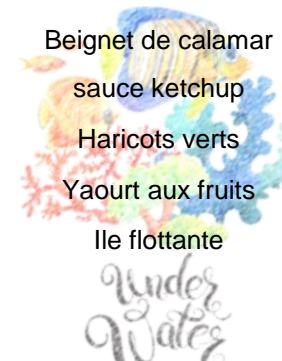 Beignet de calamar
sauce ketchup
Haricots verts
Yaourt aux fruits
Ile flottante
Under
Water